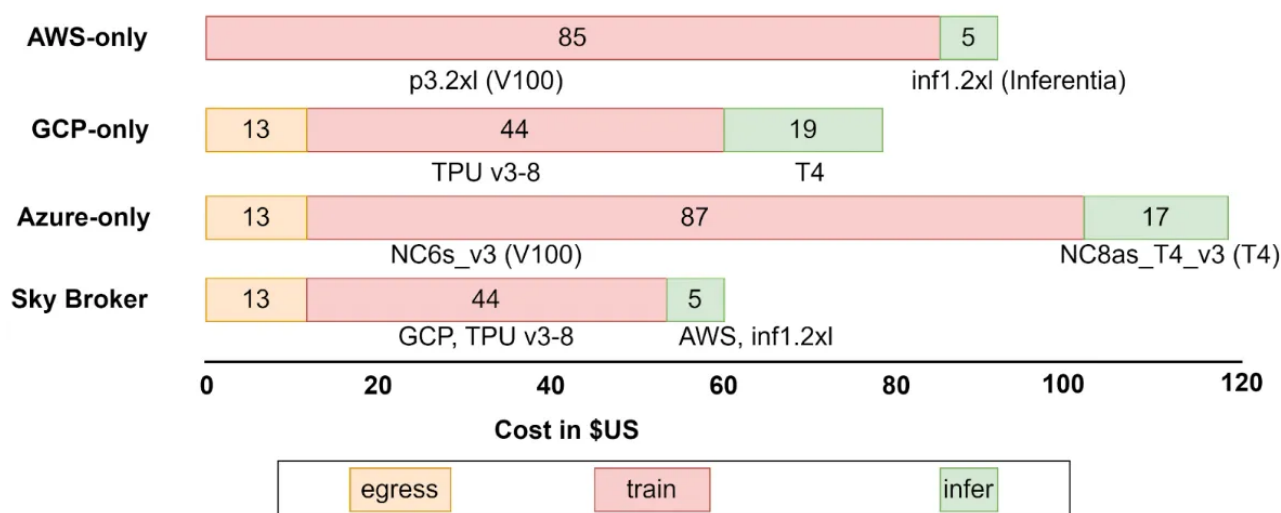 AWS-only 85 5
p3.2xl (V100) inf1.2xl (Inferentia)
GCP-only 13 44 19
TPU v3-8 T4
Azure-only 13 87 17
NC6s_v3 (V100) NC8as_T4_v3 (T4)
Sky Broker 13 44 5
GCP, TPU v3-8 AWS, inf1.2xl
0 20 40 60 80 100 120
Cost in $US
egress train infer